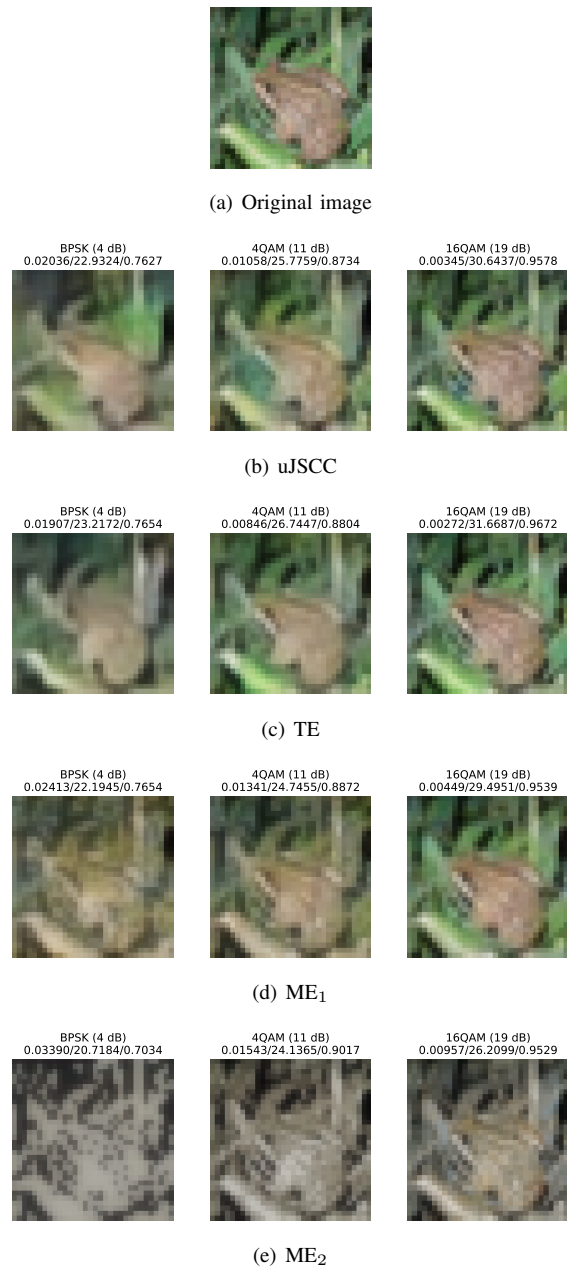 (a) Original image
BPSK (4 dB) 4QAM (11 dB) 16QAM (19 dB)
0.02036/22.9324/0.7627 0.01058/25.7759/0.8734 0.00345/30.6437/0.9578
(b) uJSCC
BPSK (4 dB) 4QAM (11 dB) 16QAM (19 dB)
0.01907/23.2172/0.7654 0.00846/26.7447/0.8804 0.00272/31.6687/0.9672
(c) TE
BPSK (4 dB) 4QAM (11 dB) 16QAM (19 dB)
0.02413/22.1945/0.7654 0.01341/24.7455/0.8872 0.00449/29.4951/0.9539
(d) ME₁
BPSK (4 dB) 4QAM (11 dB) 16QAM (19 dB)
0.03390/20.7184/0.7034 0.01543/24.1365/0.9017 0.00957/26.2099/0.9529
(e) ME₂